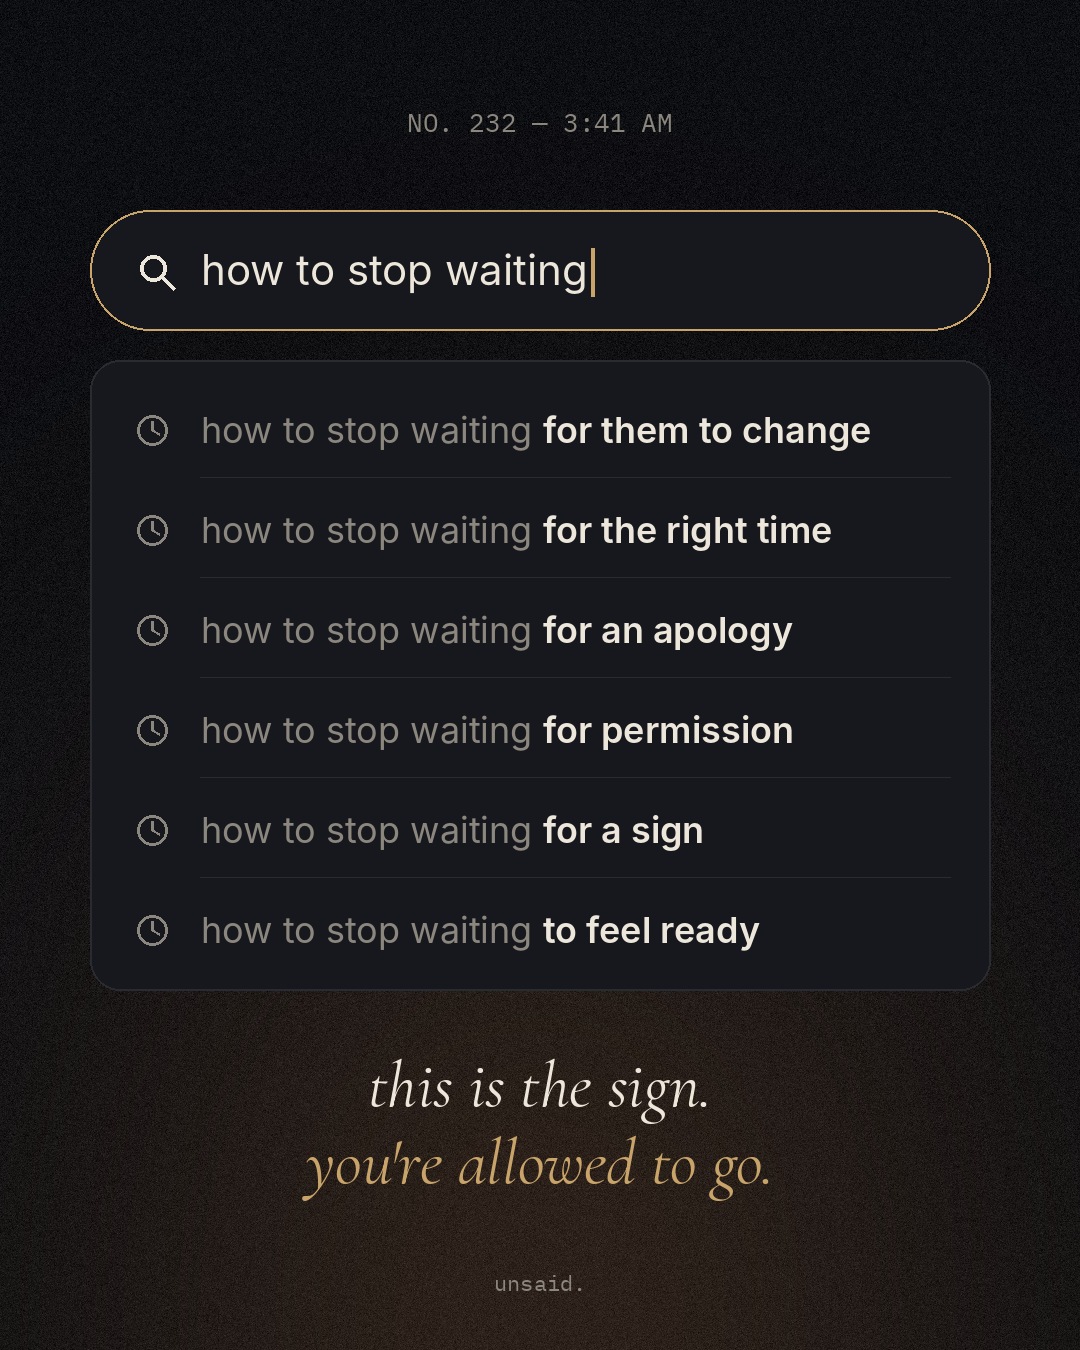 NO. 232 — 3:41 AM
how to stop waiting
how to stop waiting for them to change
how to stop waiting for the right time
how to stop waiting for an apology
how to stop waiting for permission
how to stop waiting for a sign
how to stop waiting to feel ready
this is the sign.
you're allowed to go.
unsaid.